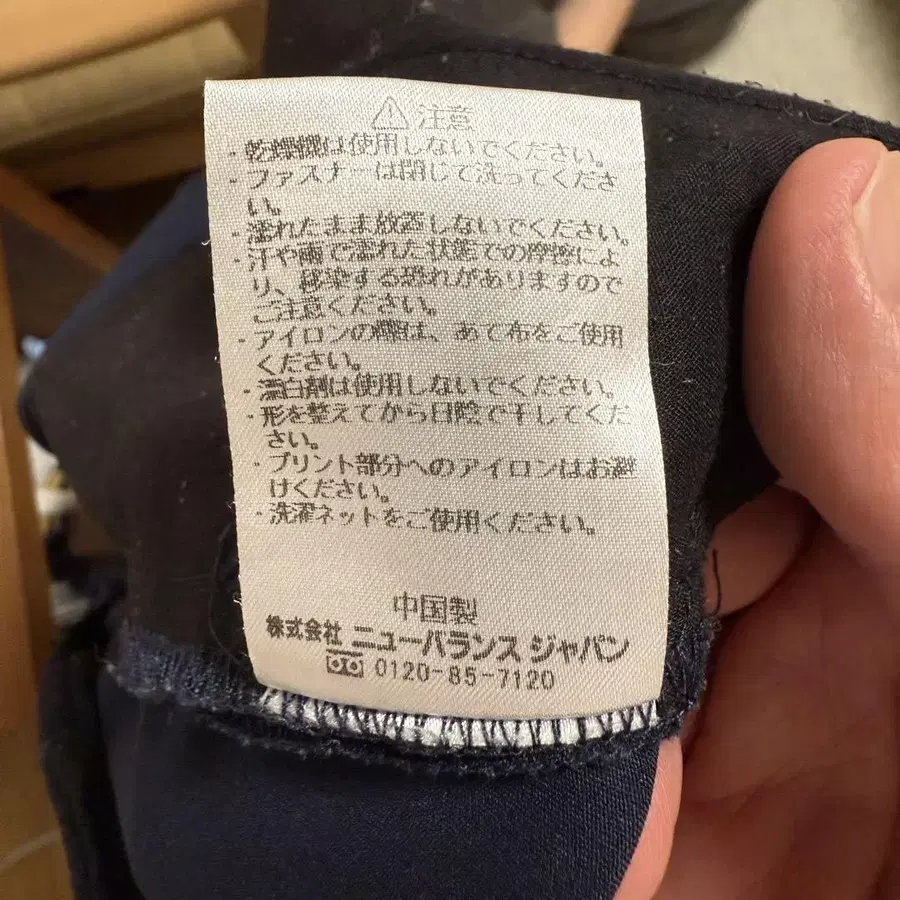 注意
・乾燥機は使用しないでください。
・ファスナーは閉じて洗ってくださ
い。
・濡れたまま放置しないでください。
・汗や雨で濡れた状態での摩擦によ
り、移染する恐れがありますので
ご注意ください。
・アイロンの際は、あて布をご使用
ください。
・漂白剤は使用しないでください。
・形を整えてから日陰で干してくだ
さい。
・プリント部分へのアイロンはお避
けください。
・洗濯ネットをご使用ください。
中国製
株式会社 ニューバランス ジャパン
0120-85-7120